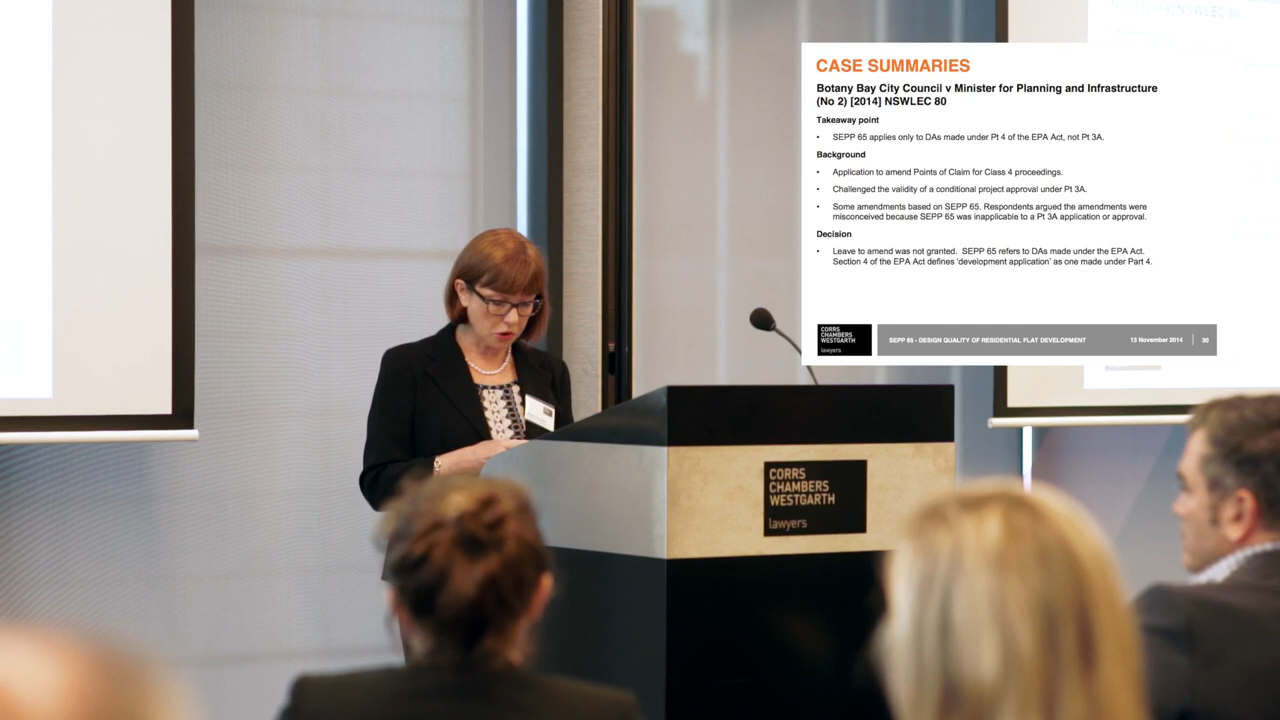 CASE SUMMARIES
Botany Bay City Council v Minister for Planning and Infrastructure
(No 2) [2014] NSWLEC 80
Takeaway point
• SEPP 65 applies only to DAs made under Pt 4 of the EPA Act, not Pt 3A.
Background
• Application to amend Points of Claim for Class 4 proceedings.
• Challenged the validity of a conditional project approval under Pt 3A.
• Some amendments based on SEPP 65. Respondents argued the amendments were
misconceived because SEPP 65 was inapplicable to a Pt 3A application or approval.
Decision
• Leave to amend was not granted.  SEPP 65 refers to DAs made under the EPA Act.
Section 4 of the EPA Act defines 'development application' as one made under Part 4.
CORRS
CHAMBERS
WESTGARTH
lawyers
SEPP 65 - DESIGN QUALITY OF RESIDENTIAL FLAT DEVELOPMENT 13 November 2014 | 30
CORRS
CHAMBERS
WESTGARTH
lawyers